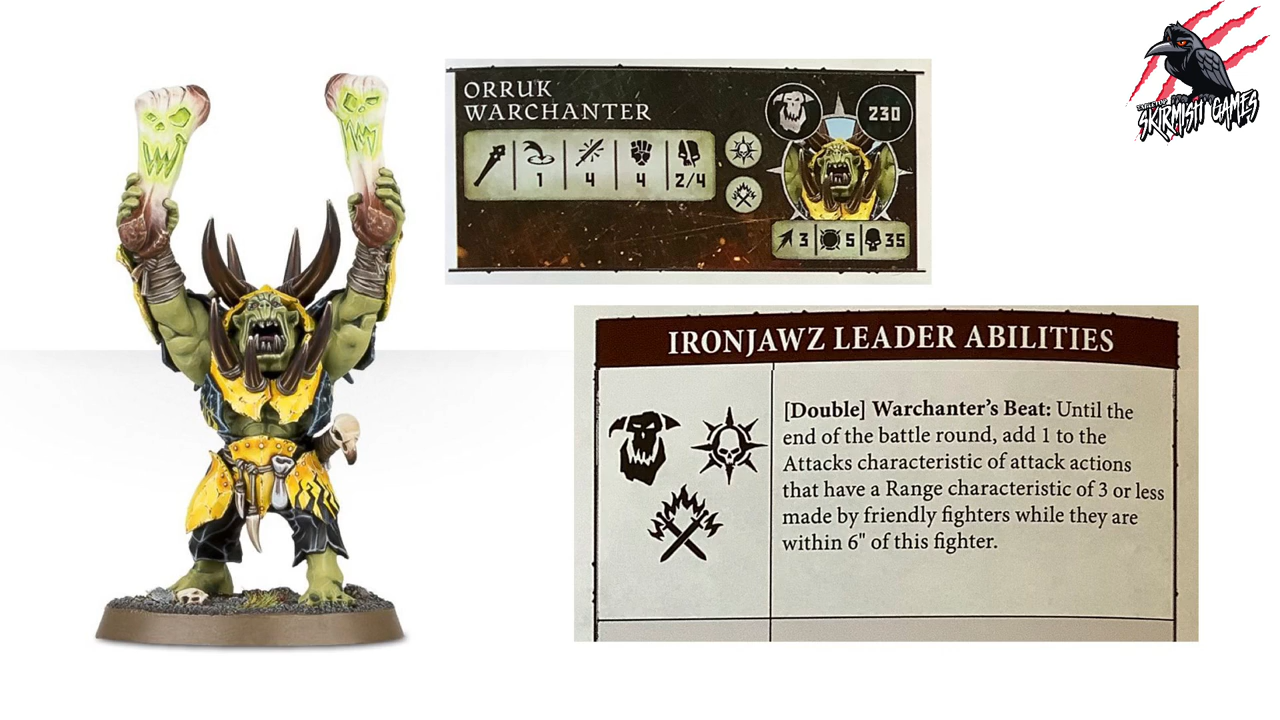 ORRUK
WARCHANTER
230
1 4 4 2/4
3 5 35
TABLETOP
SKIRMISH GAMES
IRONJAWZ LEADER ABILITIES
[Double] Warchanter's Beat: Until the
end of the battle round, add 1 to the
Attacks characteristic of attack actions
that have a Range characteristic of 3 or less
made by friendly fighters while they are
within 6" of this fighter.